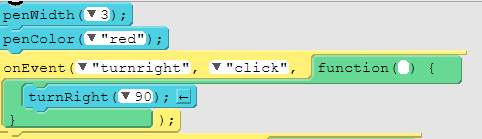 penWidth(▼3);
penColor(▼"red");
onEvent(▼"turnright", ▼"click", function() {
turnRight(▼90); ←
} );